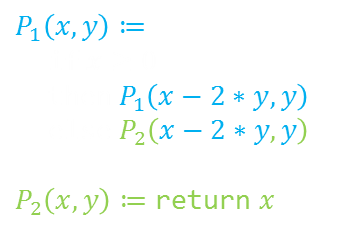 P₁(x, y) ≔
P₁(x − 2 ∗ y, y)
P₂(x − 2 ∗ y, y)
P₂(x, y) ≔ return x